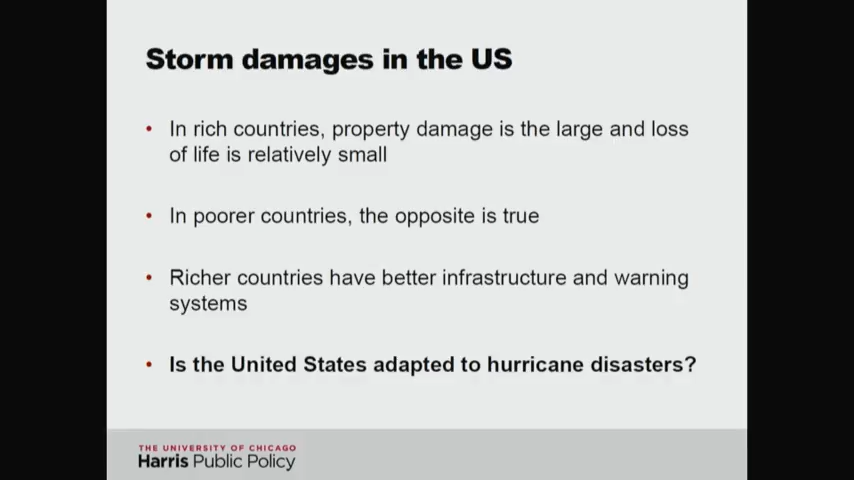 Storm damages in the US
• In rich countries, property damage is the large and loss
of life is relatively small
• In poorer countries, the opposite is true
• Richer countries have better infrastructure and warning
systems
• Is the United States adapted to hurricane disasters?
THE UNIVERSITY OF CHICAGO
Harris Public Policy